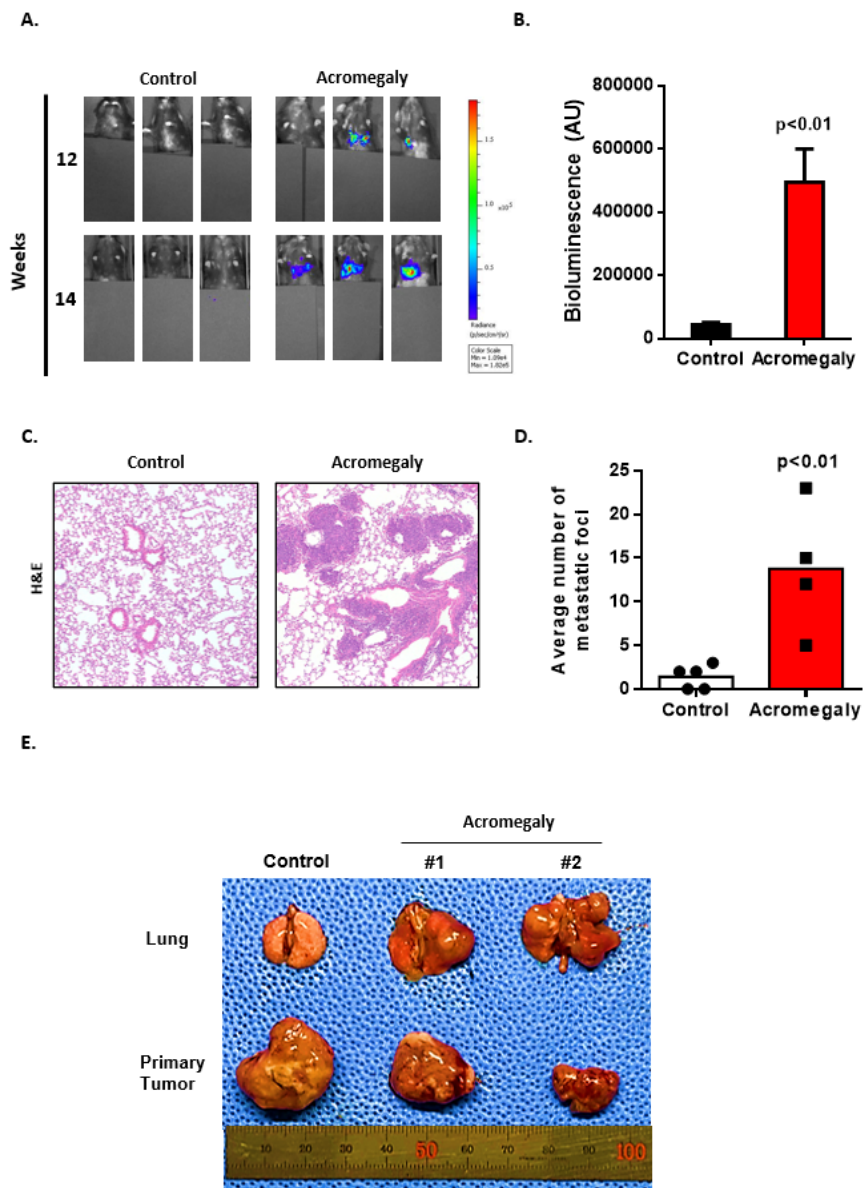 A.
Control
Acromegaly
Weeks
12
14
1.5
1.0
×10⁵
0.5
Radiance
(p/sec/cm²/sr)
Color Scale
Min = 1.09e4
Max = 1.82e5
B.
Bioluminescence (AU)
800000
600000
400000
200000
0
p<0.01
Control
Acromegaly
C.
Control
Acromegaly
H&E
D.
Average number of
metastatic foci
25
20
15
10
5
0
p<0.01
Control
Acromegaly
E.
Acromegaly
Control
#1
#2
Lung
Primary
Tumor
10 20 30 40 50 60 70 80 90 100